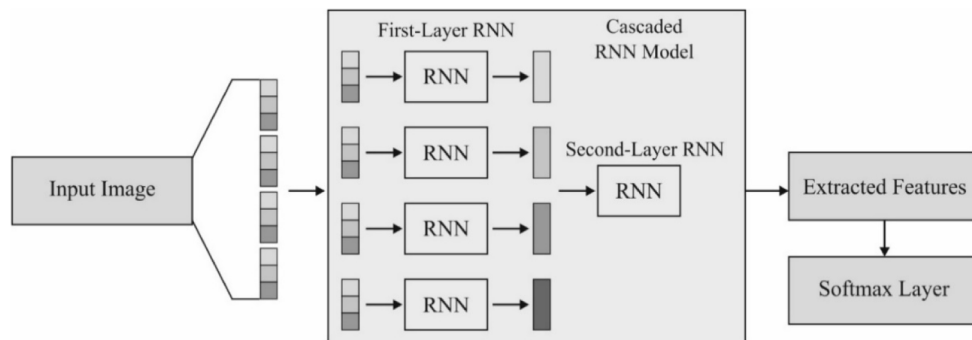 First-Layer RNN
Cascaded
RNN Model
RNN
RNN
RNN
RNN
Second-Layer RNN
RNN
Input Image
Extracted Features
Softmax Layer